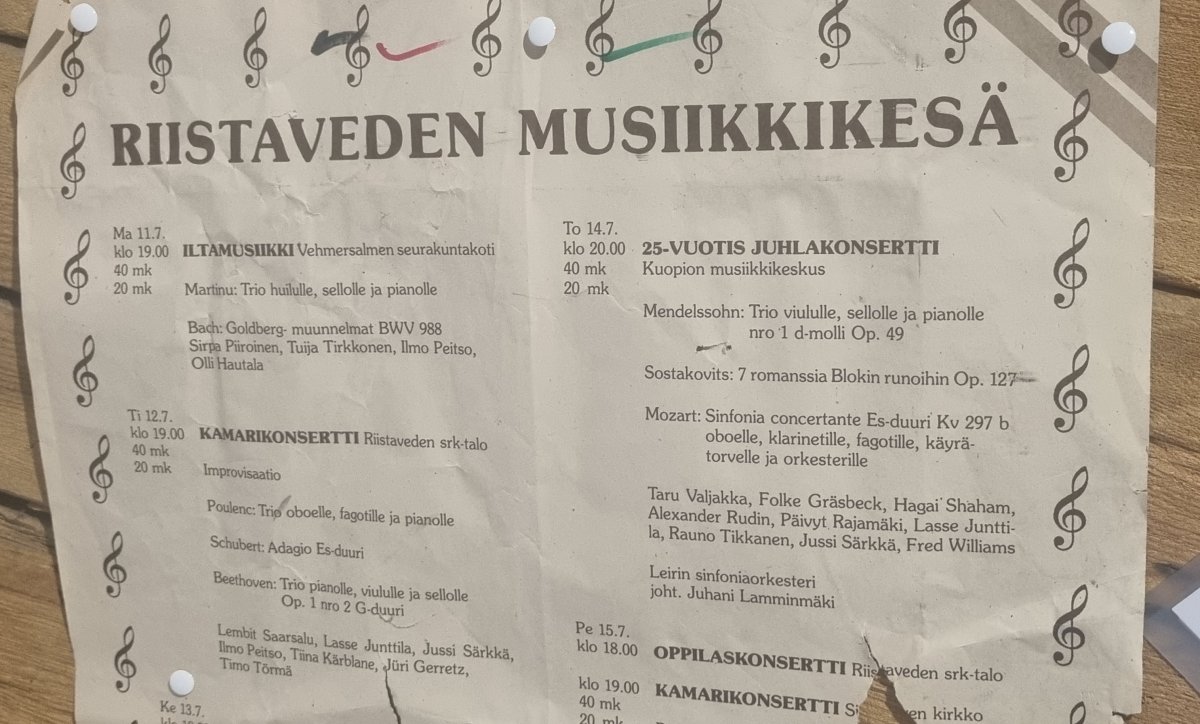 RIISTAVEDEN MUSIIKKIKESÄ
Ma 11.7.
klo 19.00 ILTAMUSIIKKI Vehmersalmen seurakuntakoti
40 mk
20 mk Martinu: Trio huilulle, sellolle ja pianolle
Bach: Goldberg- muunnelmat BWV 988
Sirpa Piiroinen, Tuija Tirkkonen, Ilmo Peitso,
Olli Hautala
Ti 12.7.
klo 19.00 KAMARIKONSERTTI Riistaveden srk-talo
40 mk
20 mk Improvisaatio
Poulenc: Trio oboelle, fagotille ja pianolle
Schubert: Adagio Es-duuri
Beethoven: Trio pianolle, viululle ja sellolle
Op. 1 nro 2 G-duuri
Lembit Saarsalu, Lasse Junttila, Jussi Särkkä,
Ilmo Peitso, Tiina Kärblane, Jüri Gerretz,
Timo Törmä
Ke 13.7.
To 14.7.
klo 20.00 25-VUOTIS JUHLAKONSERTTI
40 mk Kuopion musiikkikeskus
20 mk
Mendelssohn: Trio viululle, sellolle ja pianolle
nro 1 d-molli Op. 49
Sostakovits: 7 romanssia Blokin runoihin Op. 127
Mozart: Sinfonia concertante Es-duuri Kv 297 b
oboelle, klarinetille, fagotille, käyrä-
torvelle ja orkesterille
Taru Valjakka, Folke Gräsbeck, Hagai Shaham,
Alexander Rudin, Päivyt Rajamäki, Lasse Juntti-
la, Rauno Tikkanen, Jussi Särkkä, Fred Williams
Leirin sinfoniaorkesteri
joht. Juhani Lamminmäki
Pe 15.7.
klo 18.00 OPPILASKONSERTTI Riistaveden srk-talo
klo 19.00 KAMARIKONSERTTI kirkko
40 mk
20 mk